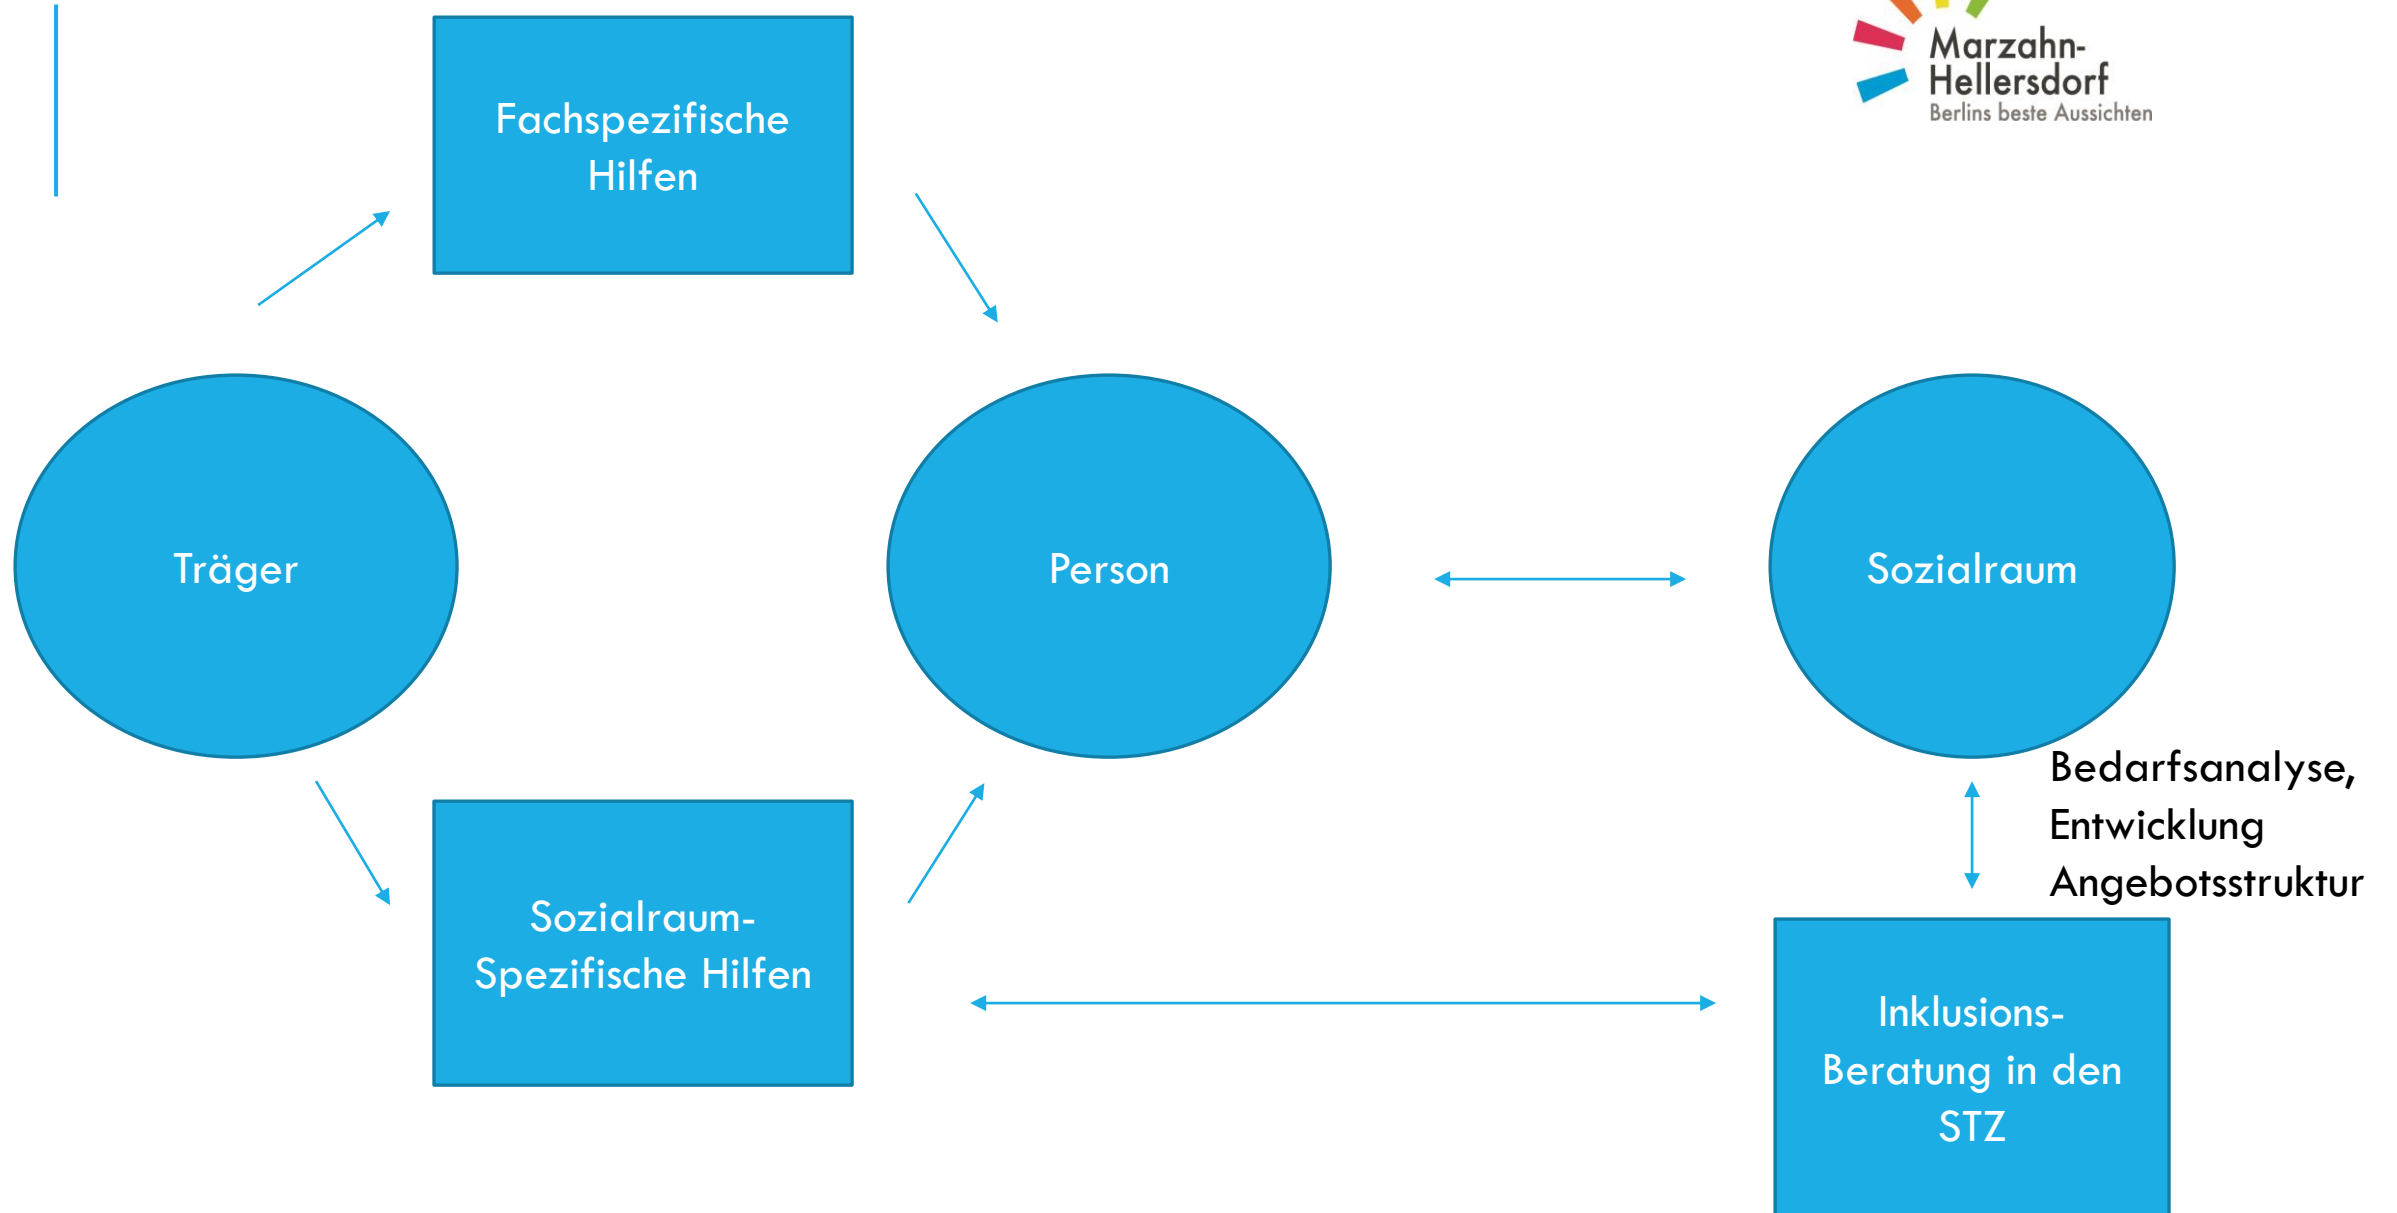 Marzahn-
Hellersdorf
Berlins beste Aussichten
Fachspezifische
Hilfen
Träger
Person
Sozialraum
Bedarfsanalyse,
Entwicklung
Angebotsstruktur
Sozialraum-
Spezifische Hilfen
Inklusions-
Beratung in den
STZ